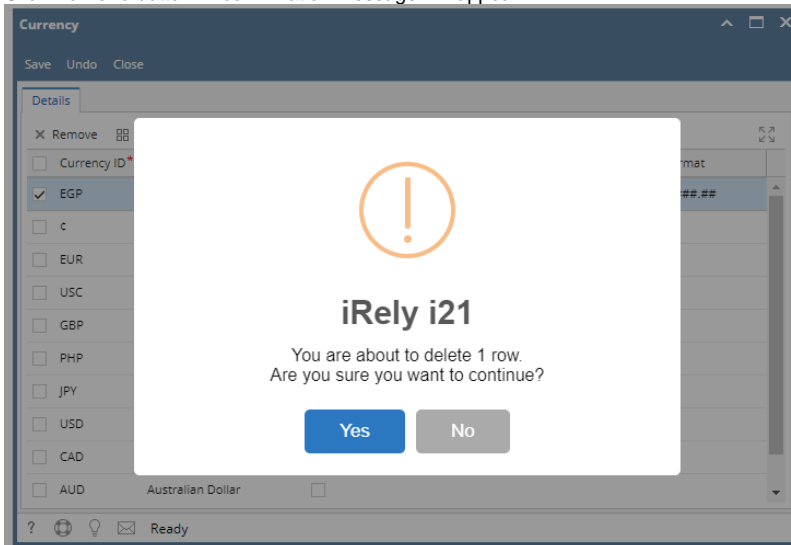 Currency
Save Undo Close
Details
Remove
Currency ID*
EGP ##.##
c
EUR
USC
GBP
PHP
JPY
USD
CAD
AUD Australian Dollar
iRely i21
You are about to delete 1 row.
Are you sure you want to continue?
Yes No
? Ready